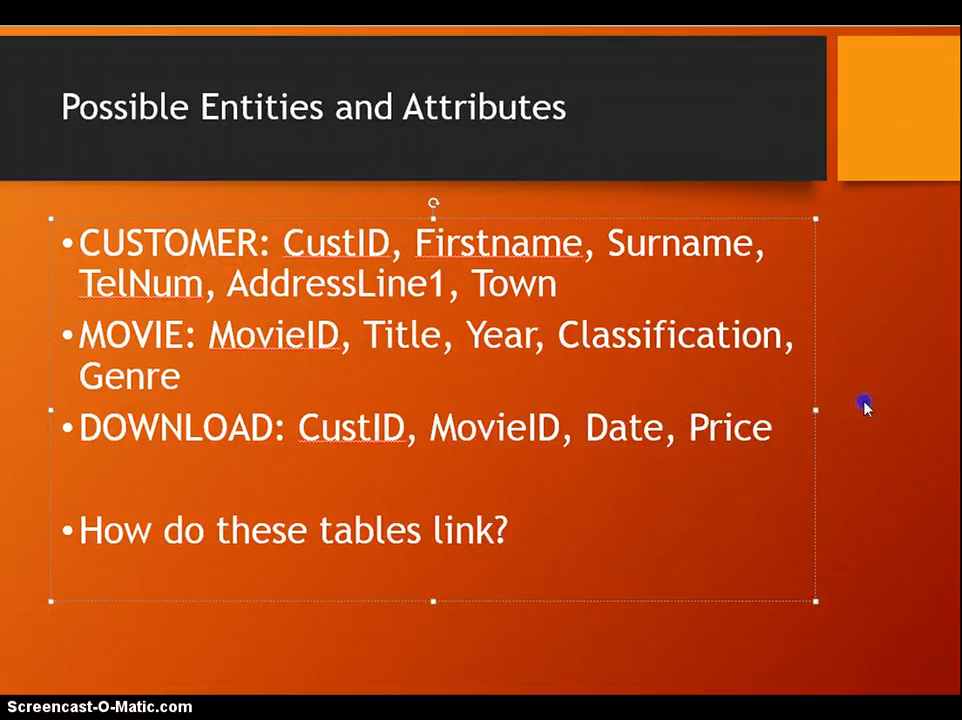 Possible Entities and Attributes
•CUSTOMER: CustID, Firstname, Surname,
TelNum, AddressLine1, Town
•MOVIE: MovieID, Title, Year, Classification,
Genre
•DOWNLOAD: CustID, MovieID, Date, Price
•How do these tables link?
Screencast-O-Matic.com